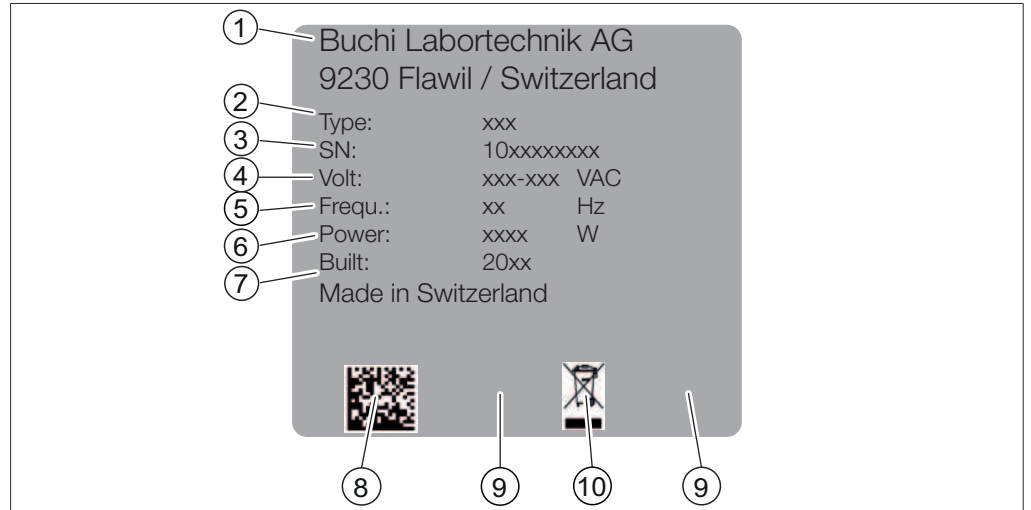 1 Buchi Labortechnik AG
9230 Flawil / Switzerland
2 Type: xxx
3 SN: 10xxxxxxxx
4 Volt: xxx-xxx VAC
5 Frequ.: xx Hz
6 Power: xxxx W
7 Built: 20xx
Made in Switzerland
8 9 10 9